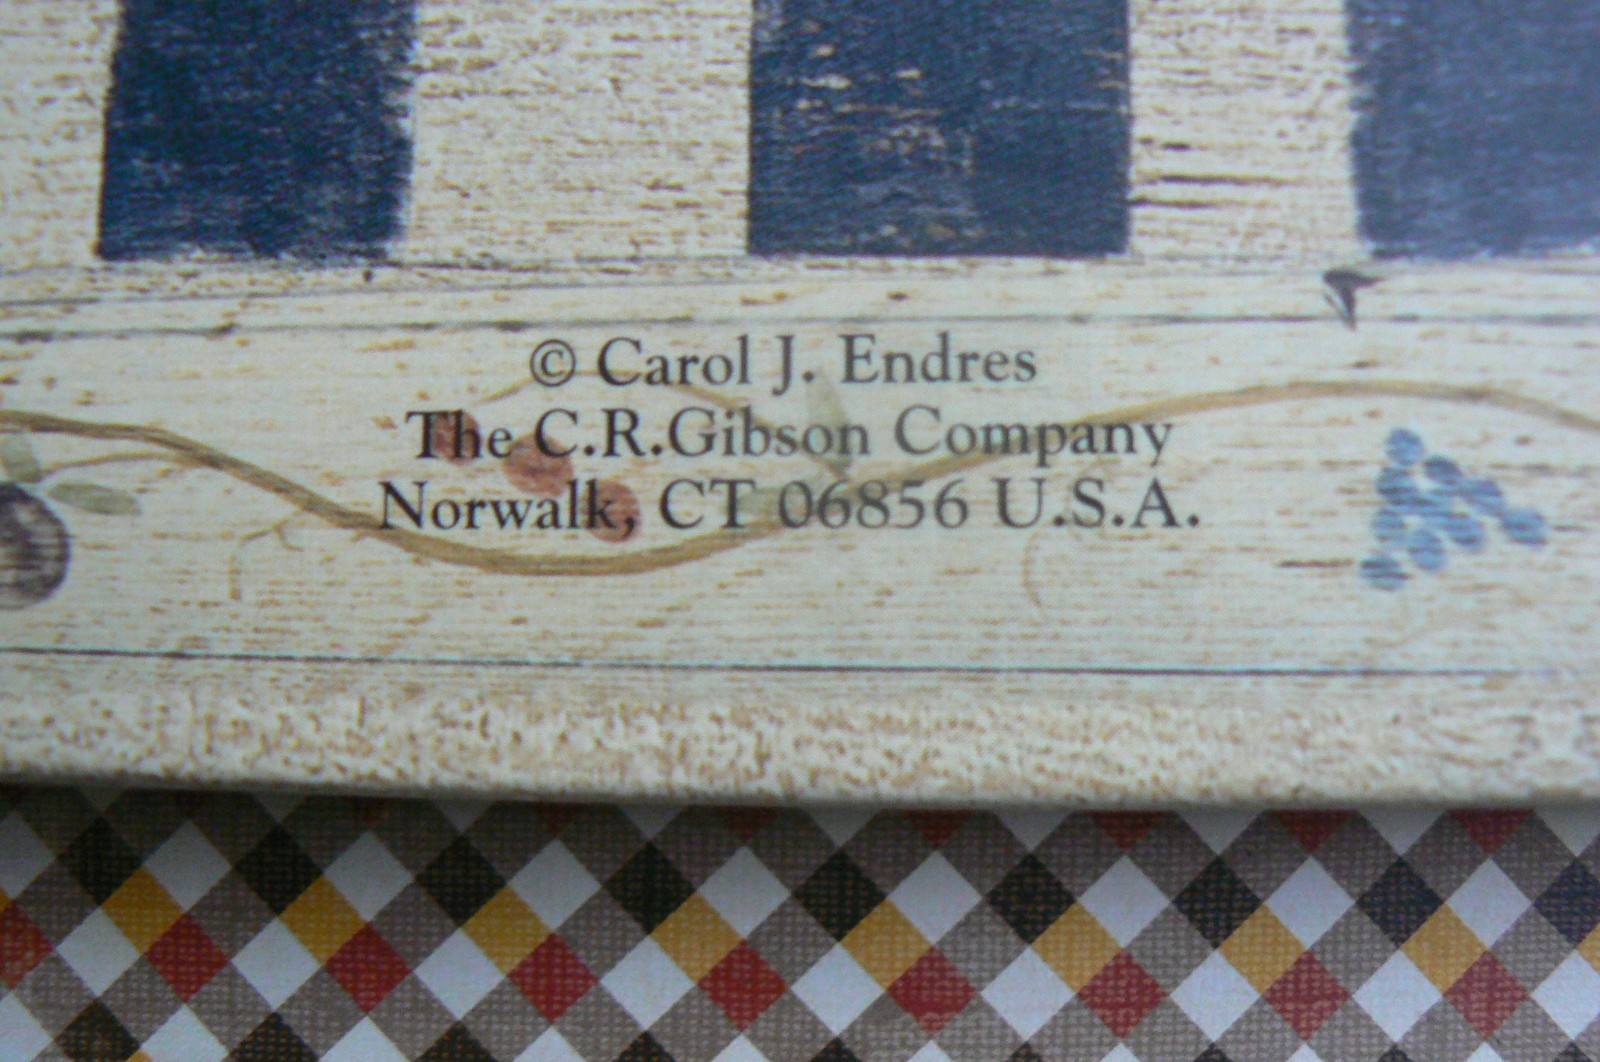 © Carol J. Endres
The C.R.Gibson Company
Norwalk, CT 06856 U.S.A.